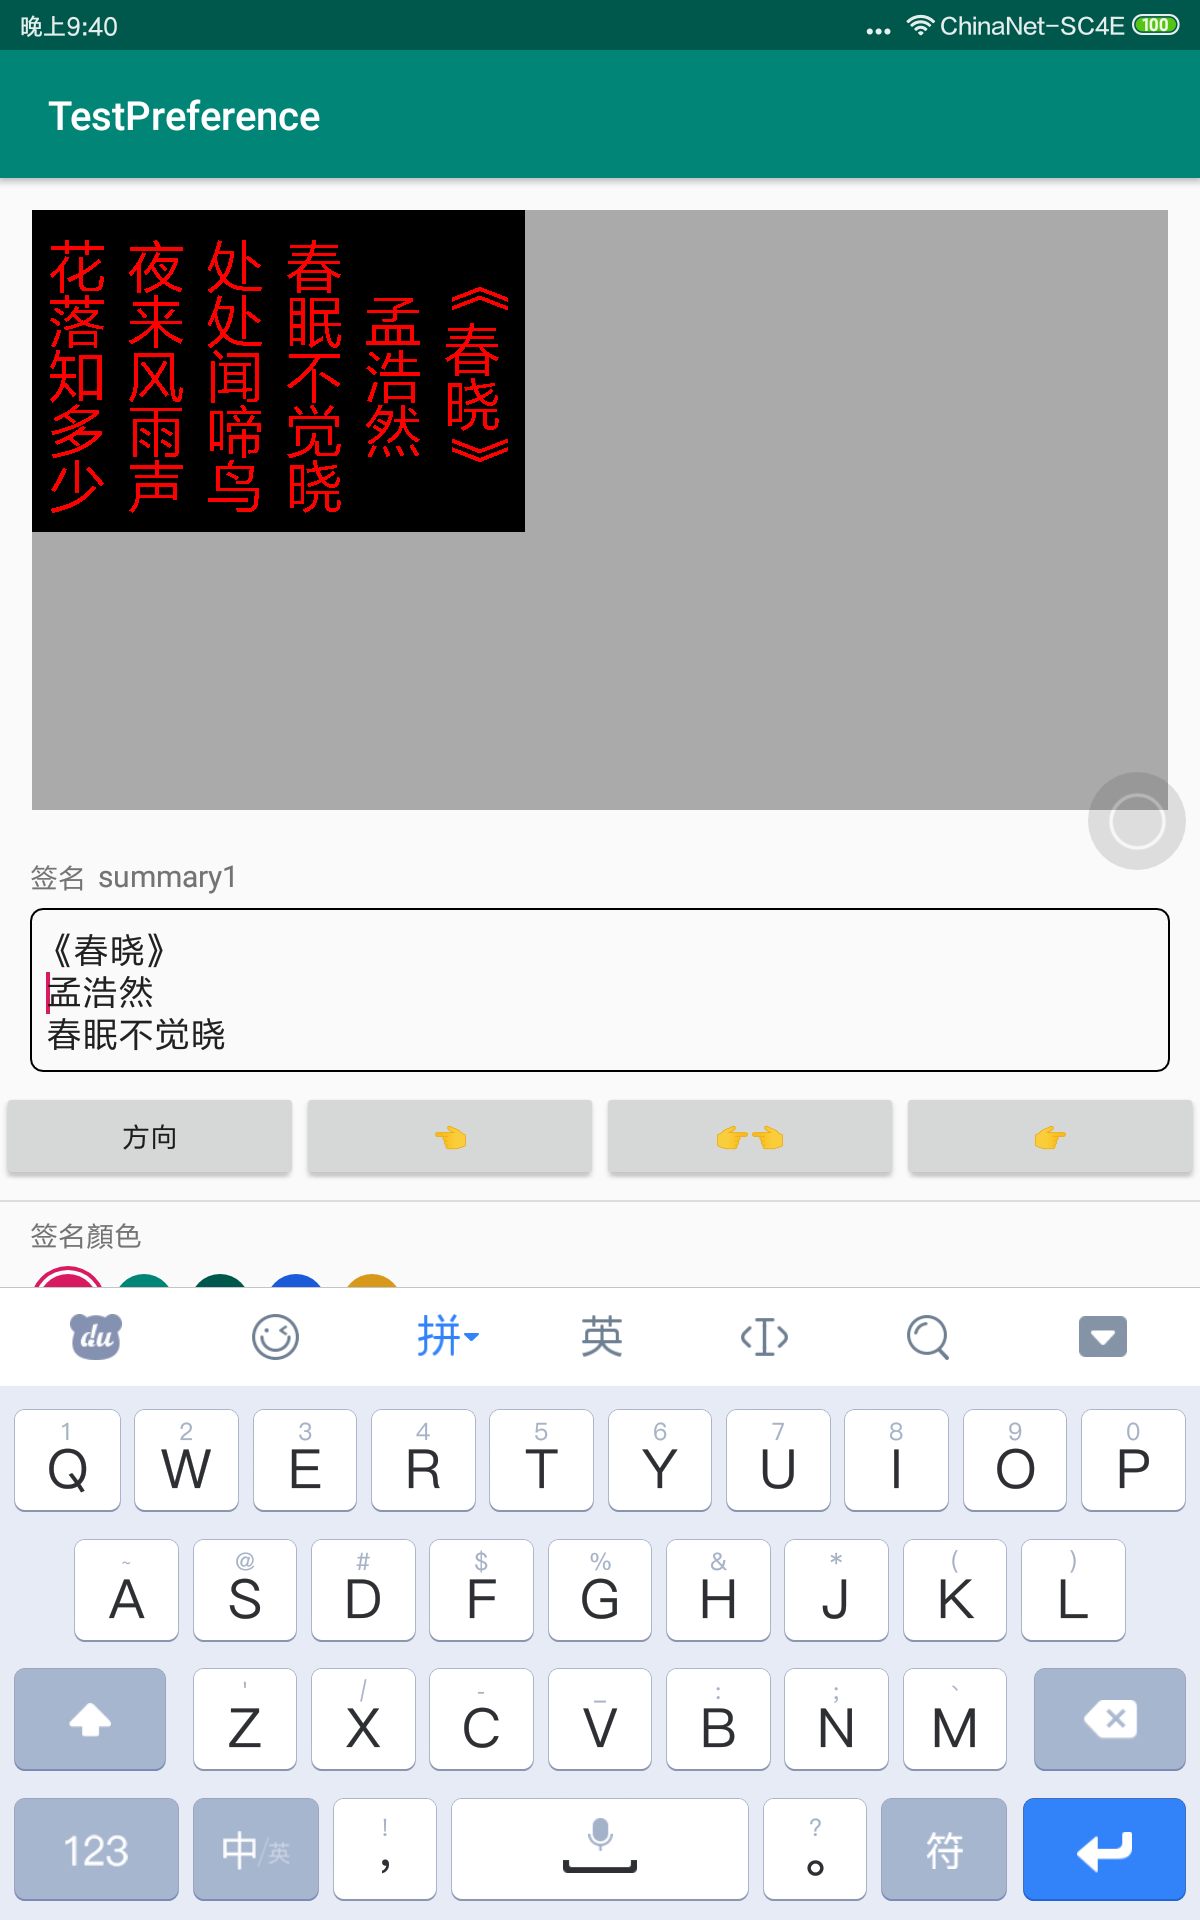 晚上9:40
... ChinaNet-SC4E 100
TestPreference
《春晓》
孟浩然
春眠不觉晓
处处闻啼鸟
夜来风雨声
花落知多少
签名 summary1
《春晓》
孟浩然
春眠不觉晓
方向 👈 👉👈 👉
签名顏色
du 拼 英
1 2 3 4 5 6 7 8 9 0
Q W E R T Y U I O P
~ @ # $ % & * ( )
A S D F G H J K L
' / - _ : ; `
Z X C V B N M
! ?
123 中/英 , 。 符